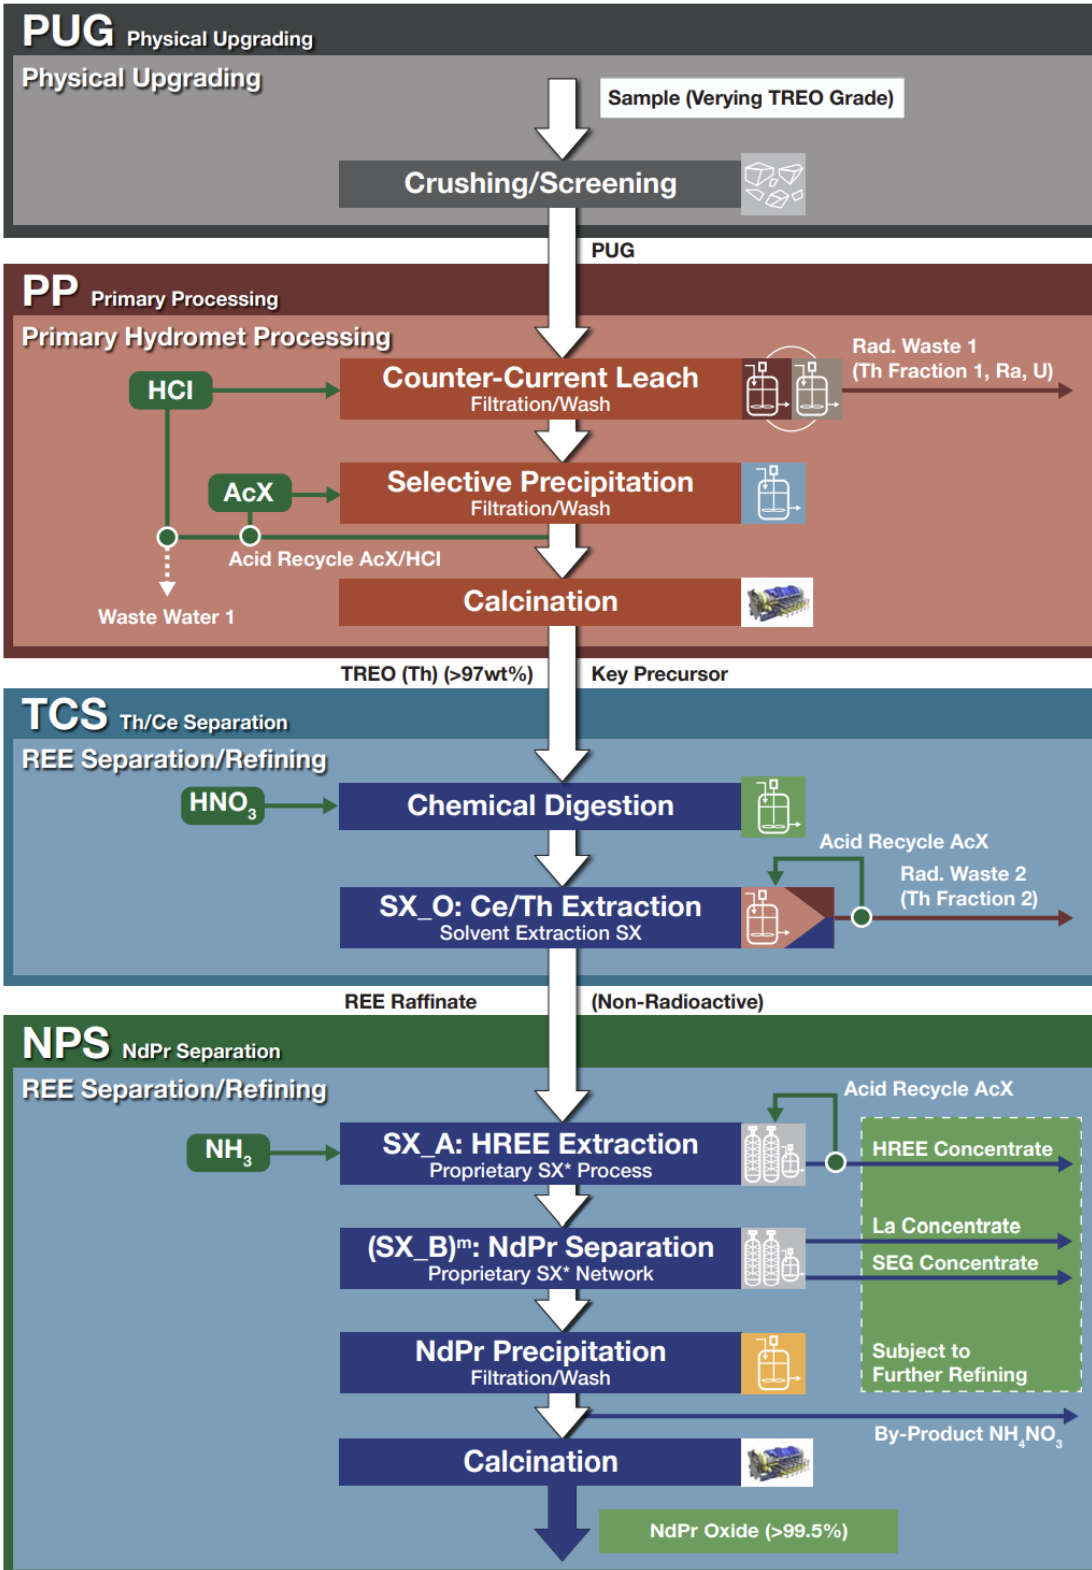 PUG Physical Upgrading
Physical Upgrading
Sample (Verying TREO Grade)
Crushing/Screening
PUG
PP Primary Processing
Primary Hydromet Processing
HCl
Counter-Current Leach
Filtration/Wash
Rad. Waste 1
(Th Fraction 1, Ra, U)
AcX
Selective Precipitation
Filtration/Wash
Acid Recycle AcX/HCl
Waste Water 1
Calcination
TREO (Th) (>97wt%)
Key Precursor
TCS Th/Ce Separation
REE Separation/Refining
HNO₃
Chemical Digestion
Acid Recycle AcX
SX_O: Ce/Th Extraction
Solvent Extraction SX
Rad. Waste 2
(Th Fraction 2)
REE Raffinate
(Non-Radioactive)
NPS NdPr Separation
REE Separation/Refining
Acid Recycle AcX
NH₃
SX_A: HREE Extraction
Proprietary SX* Process
HREE Concentrate
(SX_B)ᵐ: NdPr Separation
Proprietary SX* Network
La Concentrate
SEG Concentrate
NdPr Precipitation
Filtration/Wash
Subject to
Further Refining
By-Product NH₄NO₃
Calcination
NdPr Oxide (>99.5%)